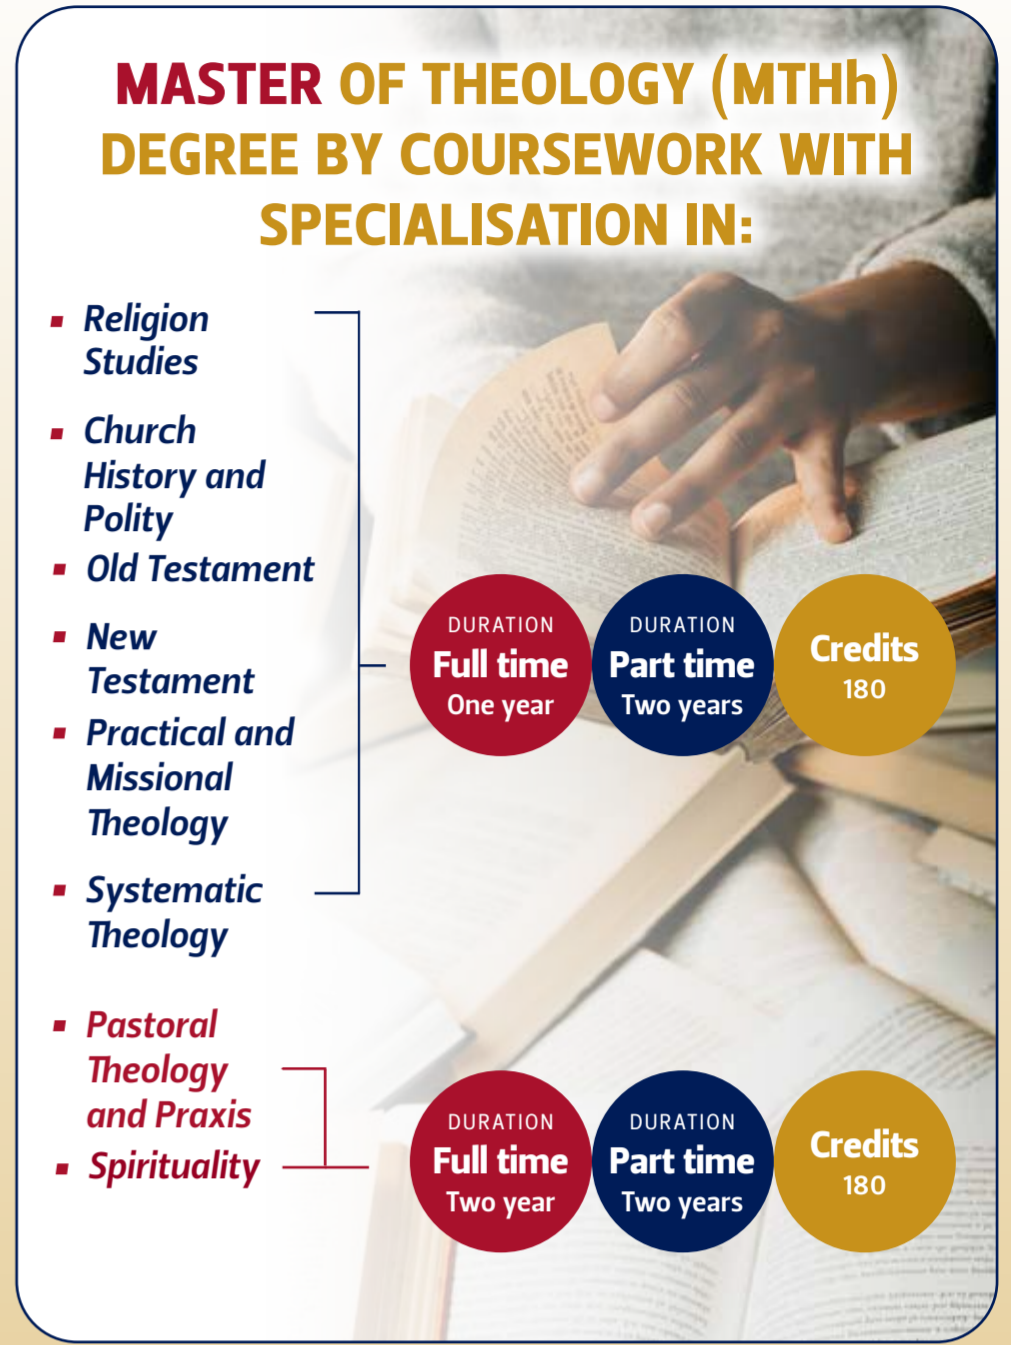 MASTER OF THEOLOGY (MTHh)
DEGREE BY COURSEWORK WITH
SPECIALISATION IN:
▪ Religion
Studies
▪ Church
History and
Polity
▪ Old Testament
▪ New
Testament
▪ Practical and
Missional
Theology
▪ Systematic
Theology
DURATION
Full time
One year
DURATION
Part time
Two years
Credits
180
▪ Pastoral
Theology
and Praxis
▪ Spirituality
DURATION
Full time
Two year
DURATION
Part time
Two years
Credits
180